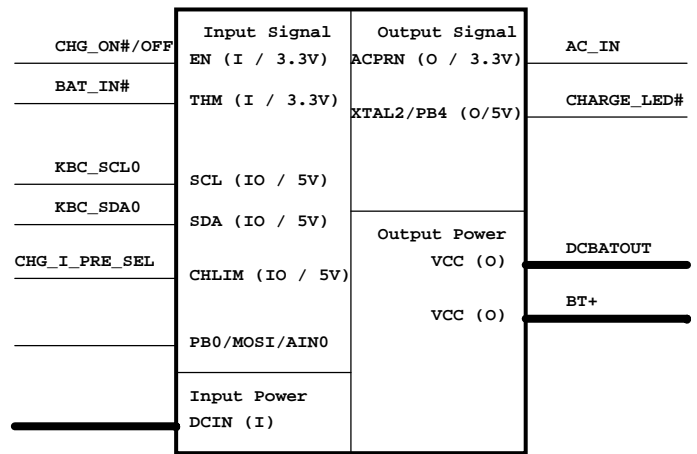 Input Signal
Output Signal
CHG_ON#/OFF
EN (I / 3.3V)
ACPRN (O / 3.3V)
AC_IN
BAT_IN#
THM (I / 3.3V)
XTAL2/PB4 (O/5V)
CHARGE_LED#
KBC_SCL0
SCL (IO / 5V)
KBC_SDA0
SDA (IO / 5V)
Output Power
CHG_I_PRE_SEL
CHLIM (IO / 5V)
VCC (O)
DCBATOUT
VCC (O)
BT+
PB0/MOSI/AIN0
Input Power
DCIN (I)